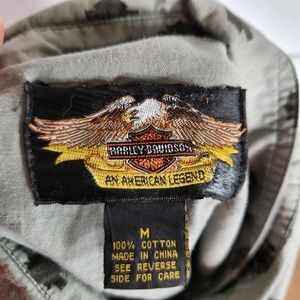 HARLEY-DAVIDSON
AN AMERICAN LEGEND
M
100% COTTON
MADE IN CHINA
SEE REVERSE
SIDE FOR CARE